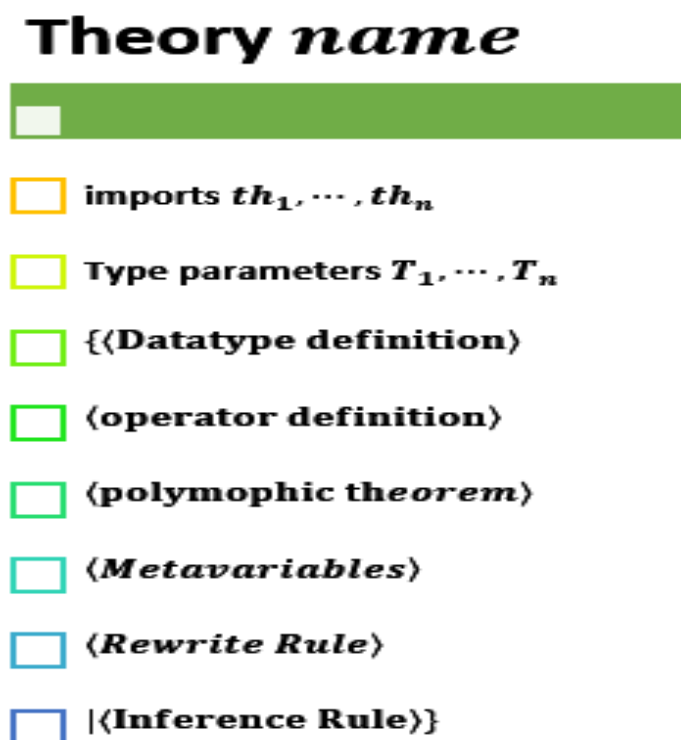 Theory name
imports th₁, ⋯ , thₙ
Type parameters T₁, ⋯ , Tₙ
{⟨Datatype definition⟩
⟨operator definition⟩
⟨polymophic theorem⟩
⟨Metavariables⟩
⟨Rewrite Rule⟩
|⟨Inference Rule⟩}